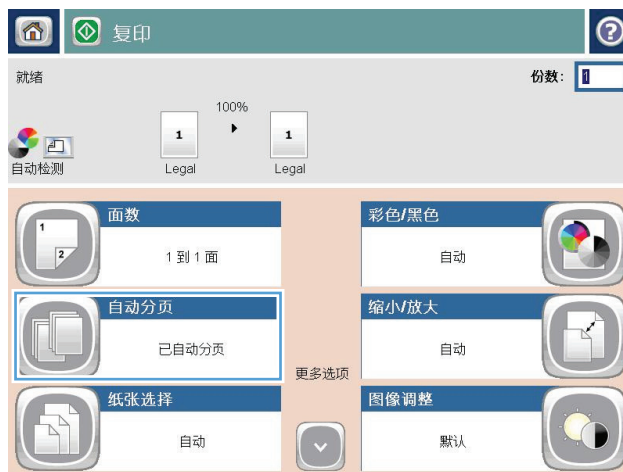 复印
就绪
份数: 1
100%
1
1
自动检测
Legal
Legal
面数
1 到 1 面
1
2
彩色/黑色
自动
自动分页
已自动分页
缩小/放大
自动
更多选项
纸张选择
自动
图像调整
默认